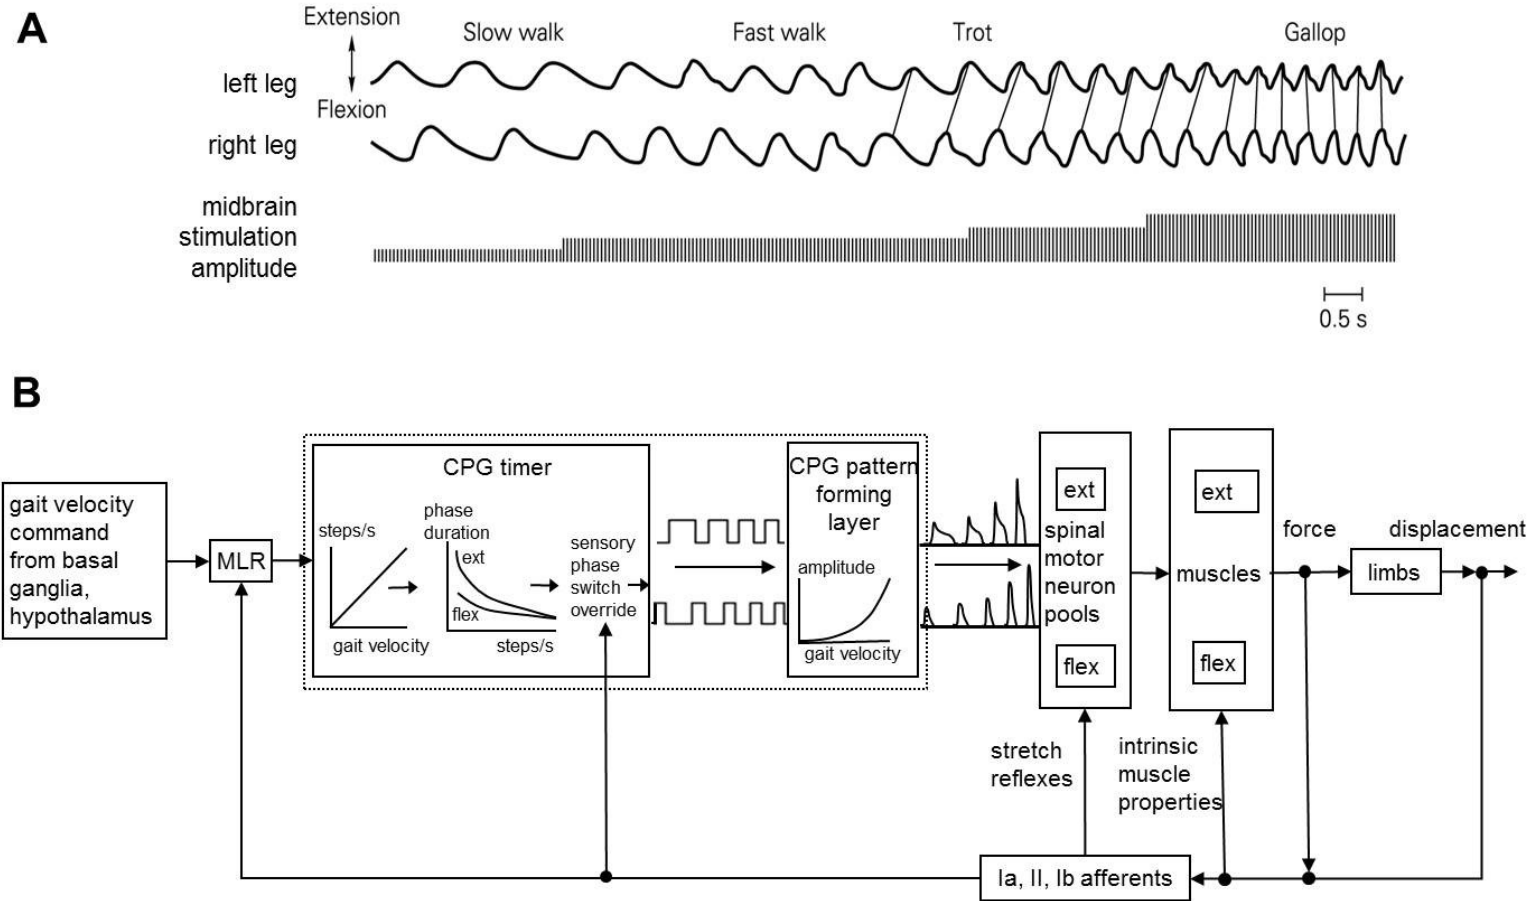 A
Extension
Slow walk
Fast walk
Trot
Gallop
left leg
Flexion
right leg
midbrain
stimulation
amplitude
0.5 s
B
gait velocity
command
from basal
ganglia,
hypothalamus
MLR
CPG timer
steps/s
gait velocity
phase
duration
ext
flex
steps/s
sensory
phase
switch
override
CPG pattern
forming
layer
amplitude
gait velocity
ext
spinal
motor
neuron
pools
flex
ext
muscles
flex
force
limbs
displacement
stretch
reflexes
intrinsic
muscle
properties
Ia, II, Ib afferents